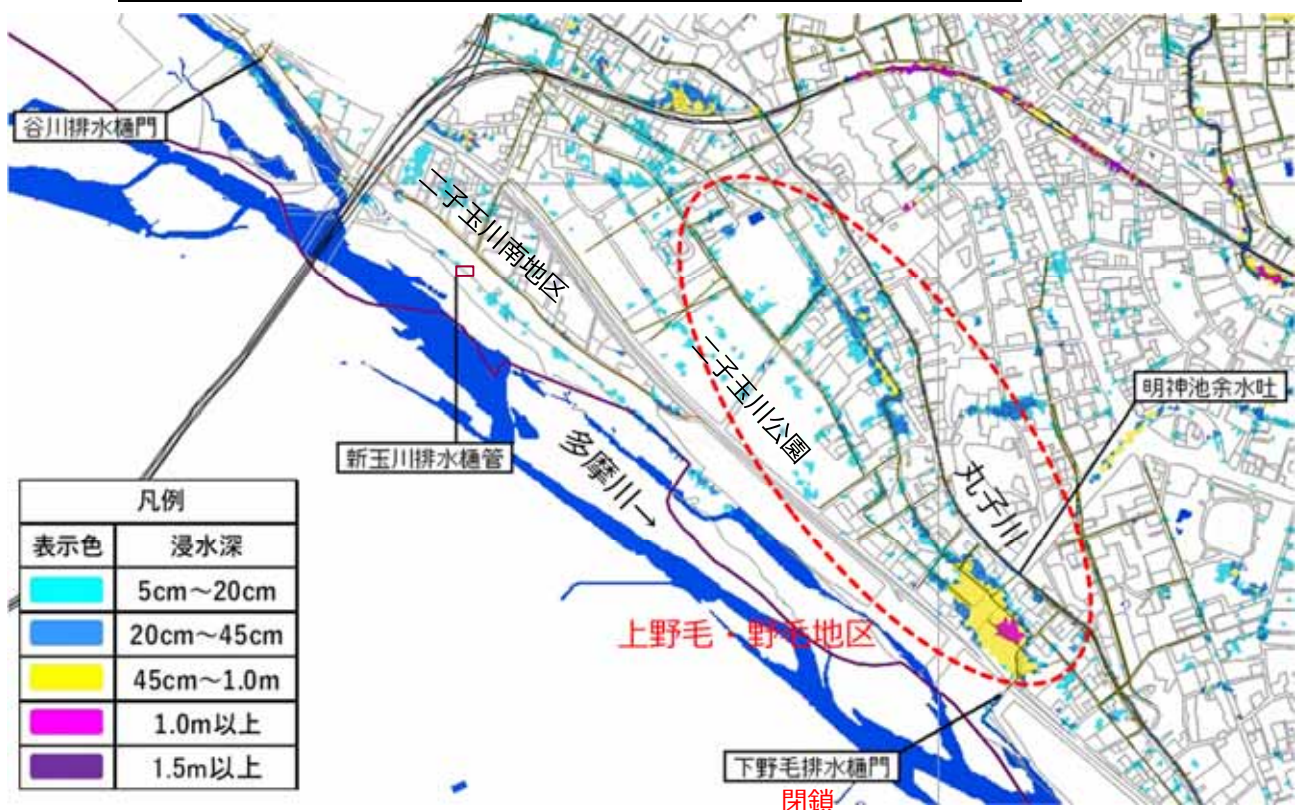 谷川排水樋門
二子玉川南地区
二子玉川公園
明神池余水吐
新玉川排水樋管
多摩川→
丸子川
上野毛・野毛地区
下野毛排水樋門
閉鎖
凡例
表示色 浸水深
5cm～20cm
20cm～45cm
45cm～1.0m
1.0m以上
1.5m以上